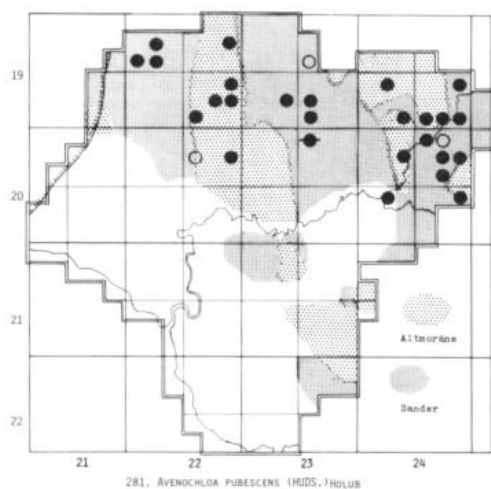 19
20
21
22
Altmoräne
Sander
21 22 23 24
281. AVENOCHLOA PUBESCENS (HUDS.) HOLUB